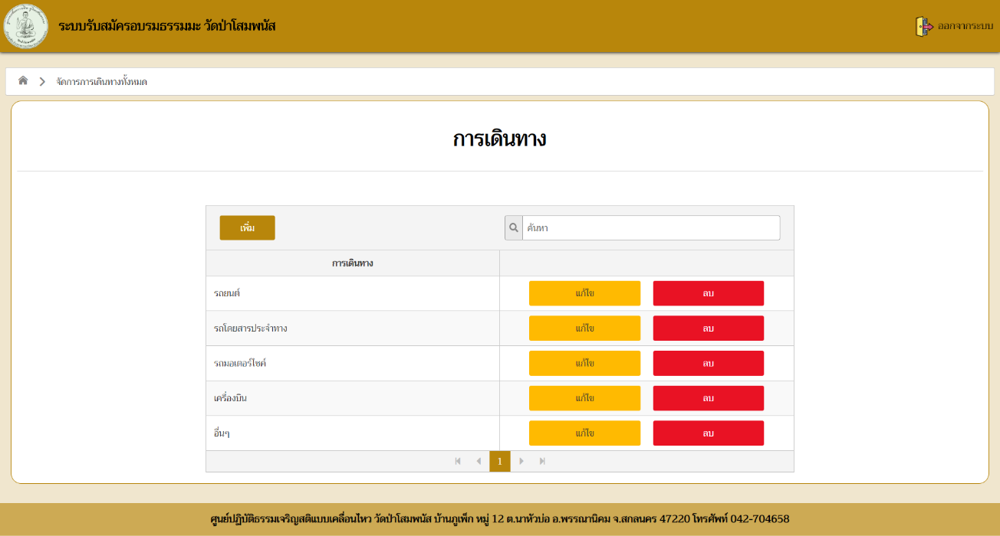 ระบบรับสมัครอบรมธรรมมะ วัดป่าโสมพนัส
ออกจากระบบ
จัดการการเดินทางทั้งหมด
การเดินทาง
เพิ่ม
ค้นหา
การเดินทาง
รถยนต์ แก้ไข ลบ
รถโดยสารประจำทาง แก้ไข ลบ
รถมอเตอร์ไซค์ แก้ไข ลบ
เครื่องบิน แก้ไข ลบ
อื่นๆ แก้ไข ลบ
1
ศูนย์ปฏิบัติธรรมเจริญสติแบบเคลื่อนไหว วัดป่าโสมพนัส บ้านภูเพ็ก หมู่ 12 ต.นาหัวบ่อ อ.พรรณานิคม จ.สกลนคร 47220 โทรศัพท์ 042-704658